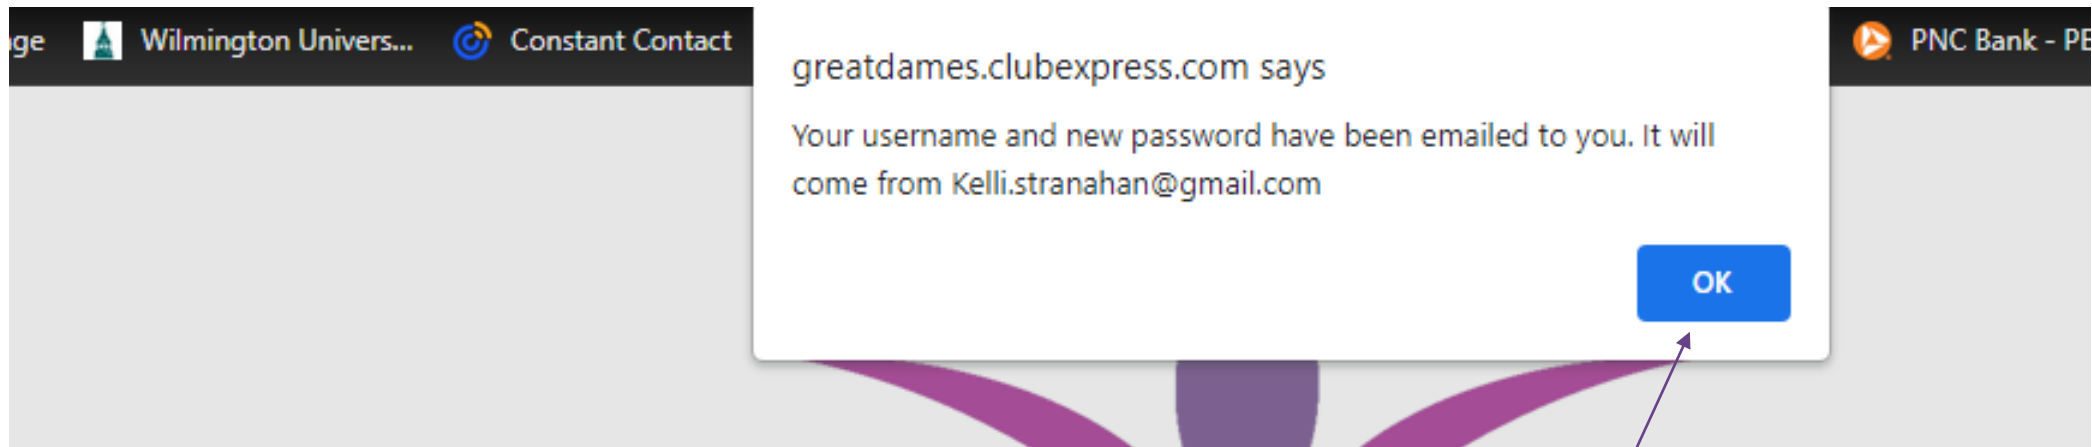 ge Wilmington Univers... Constant Contact PNC Bank - PE
greatdames.clubexpress.com says
Your username and new password have been emailed to you. It will
come from Kelli.stranahan@gmail.com
OK